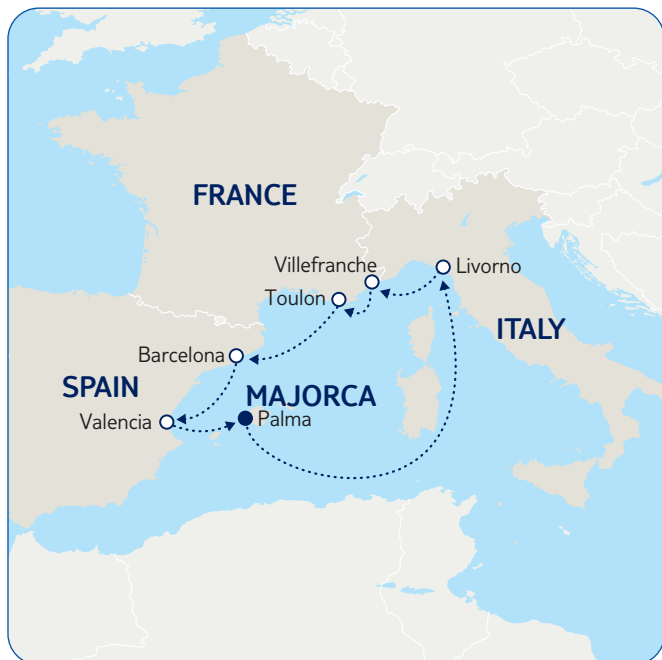 FRANCE
Villefranche
Livorno
Toulon
ITALY
Barcelona
SPAIN
MAJORCA
Valencia
Palma